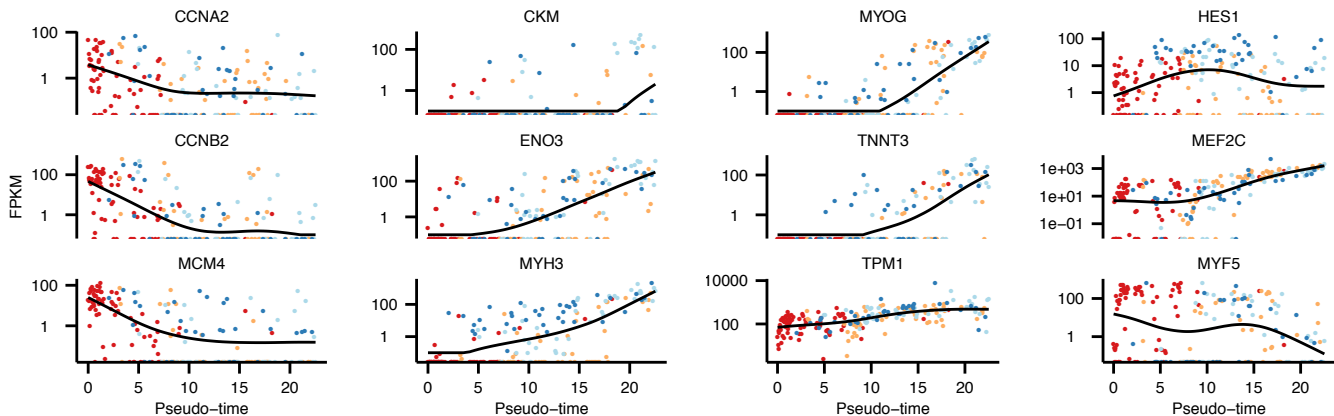 CCNA2 CKM MYOG HES1
100 1
100 1
100 1
100 10 1
CCNB2 ENO3 TNNT3 MEF2C
FPKM
100 1
100 1
100 1
1e+03 1e+01 1e−01
MCM4 MYH3 TPM1 MYF5
100 1
100 1
10000 100
100 1
0 5 10 15 20
0 5 10 15 20
0 5 10 15 20
0 5 10 15 20
Pseudo−time Pseudo−time Pseudo−time Pseudo−time